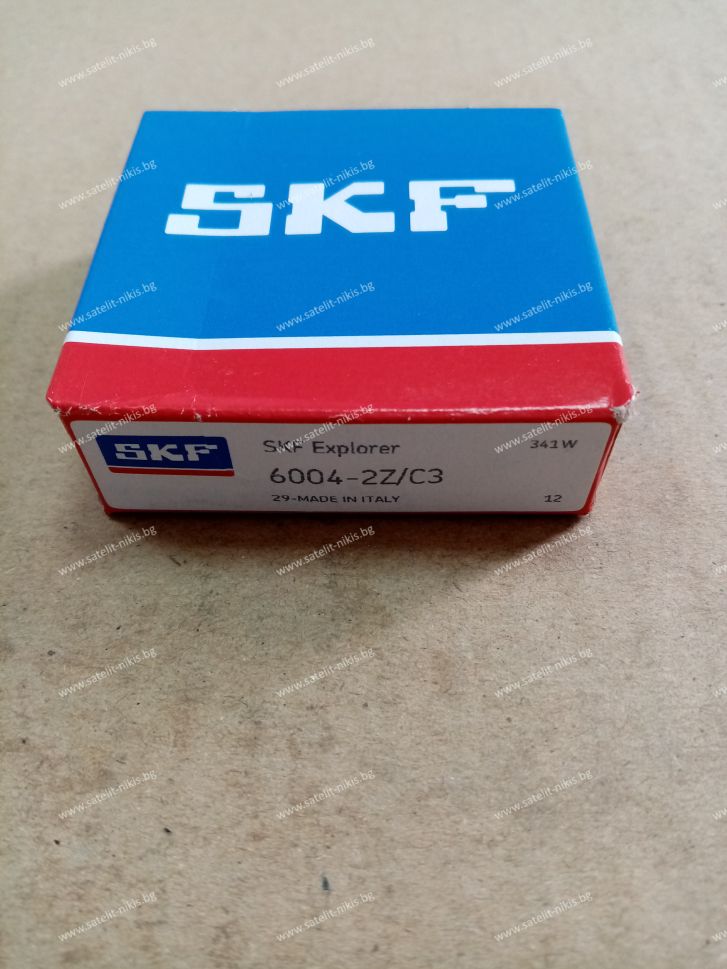 SKF
SKF
SKF Explorer
341W
6004-2Z/C3
29-MADE IN ITALY
12
www.satelit-nikis.bg